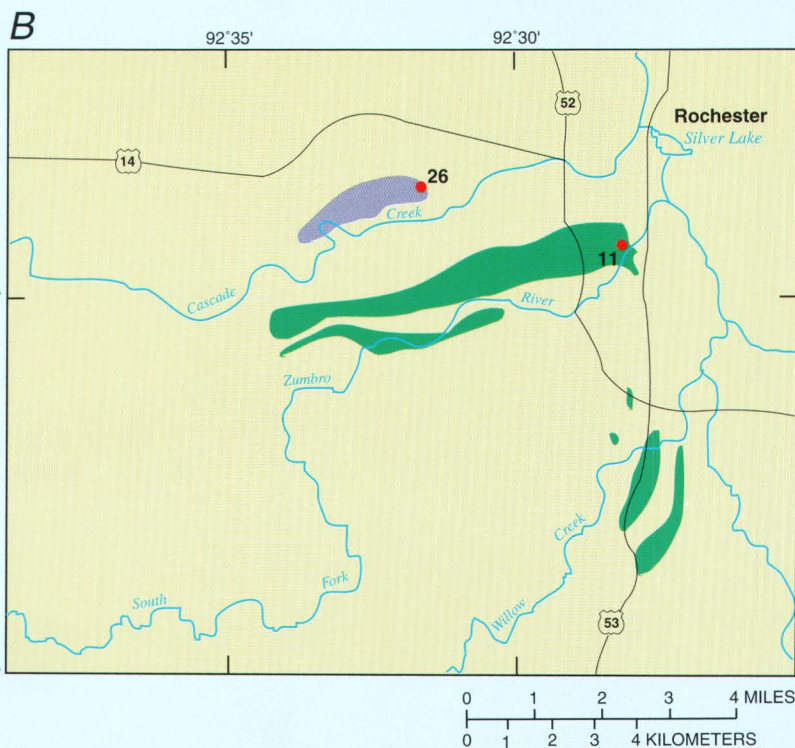 B
92°35'
92°30'
52
Rochester
Silver Lake
14
26
Creek
11
Cascade
River
Zumbro
Creek
Fork
South
Willow
53
0 1 2 3 4 MILES
0 1 2 3 4 KILOMETERS